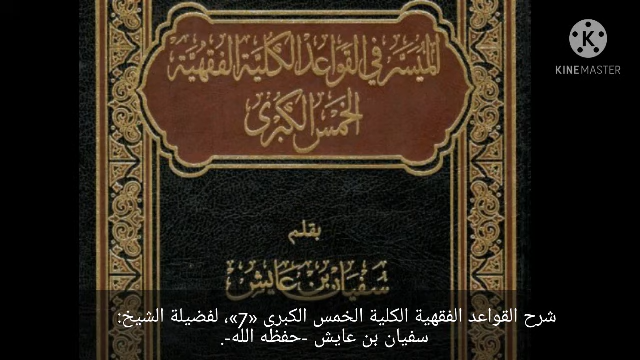 الميسر في القواعد الكلية الفقهية
الخمس الكبرى
بقلم
سفيان بن عايش
شرح القواعد الفقهية الكلية الخمس الكبرى «7»، لفضيلة الشيخ:
سفيان بن عايش -حفظه الله-.
KINEMASTER